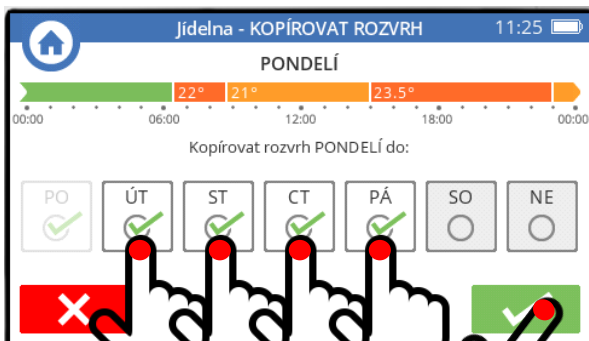 Jídelna - KOPÍROVAT ROZVRH 11:25
PONDELÍ
22° 21° 23.5°
00:00 06:00 12:00 18:00 00:00
Kopírovat rozvrh PONDELÍ do:
PO ÚT ST CT PÁ SO NE